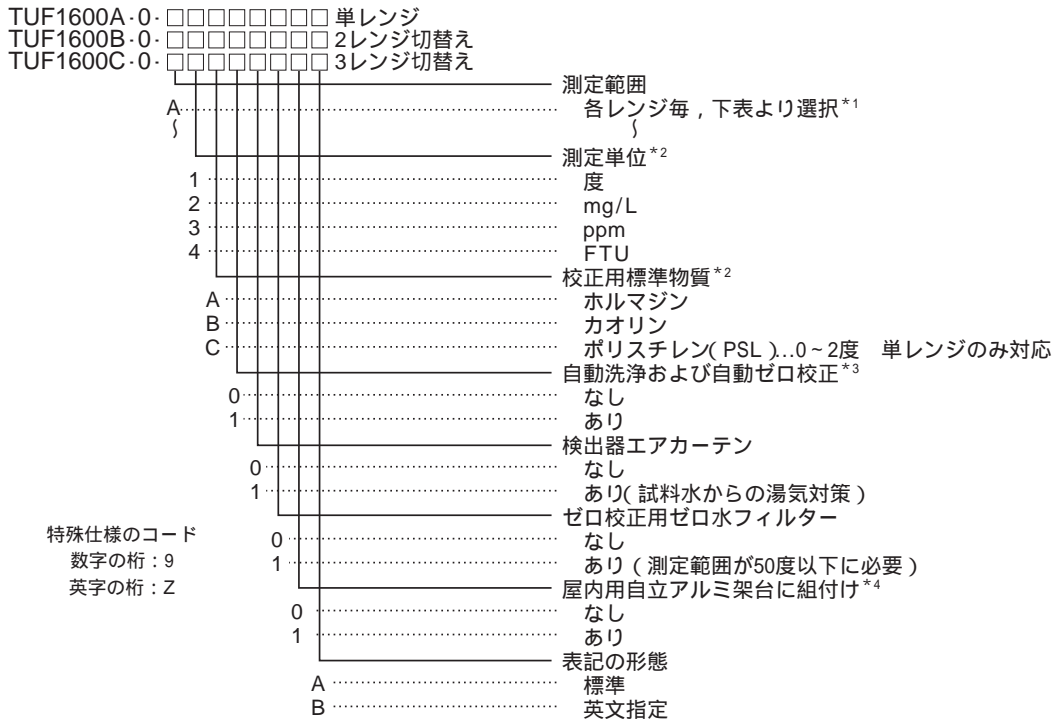 TUF1600A·0·□□□□□□□□ 単レンジ
TUF1600B·0·□□□□□□□□ 2レンジ切替え
TUF1600C·0·□□□□□□□□ 3レンジ切替え
測定範囲
A 各レンジ毎，下表より選択*1
～ ～
測定単位*2
1 度
2 mg/L
3 ppm
4 FTU
校正用標準物質*2
A ホルマジン
B カオリン
C ポリスチレン(PSL)…0～2度 単レンジのみ対応
自動洗浄および自動ゼロ校正*3
0 なし
1 あり
検出器エアカーテン
0 なし
1 あり(試料水からの湯気対策)
ゼロ校正用ゼロ水フィルター
特殊仕様のコード
0 なし
数字の桁：9
1 あり(測定範囲が50度以下に必要)
英字の桁：Z
屋内用自立アルミ架台に組付け*4
0 なし
1 あり
表記の形態
A 標準
B 英文指定